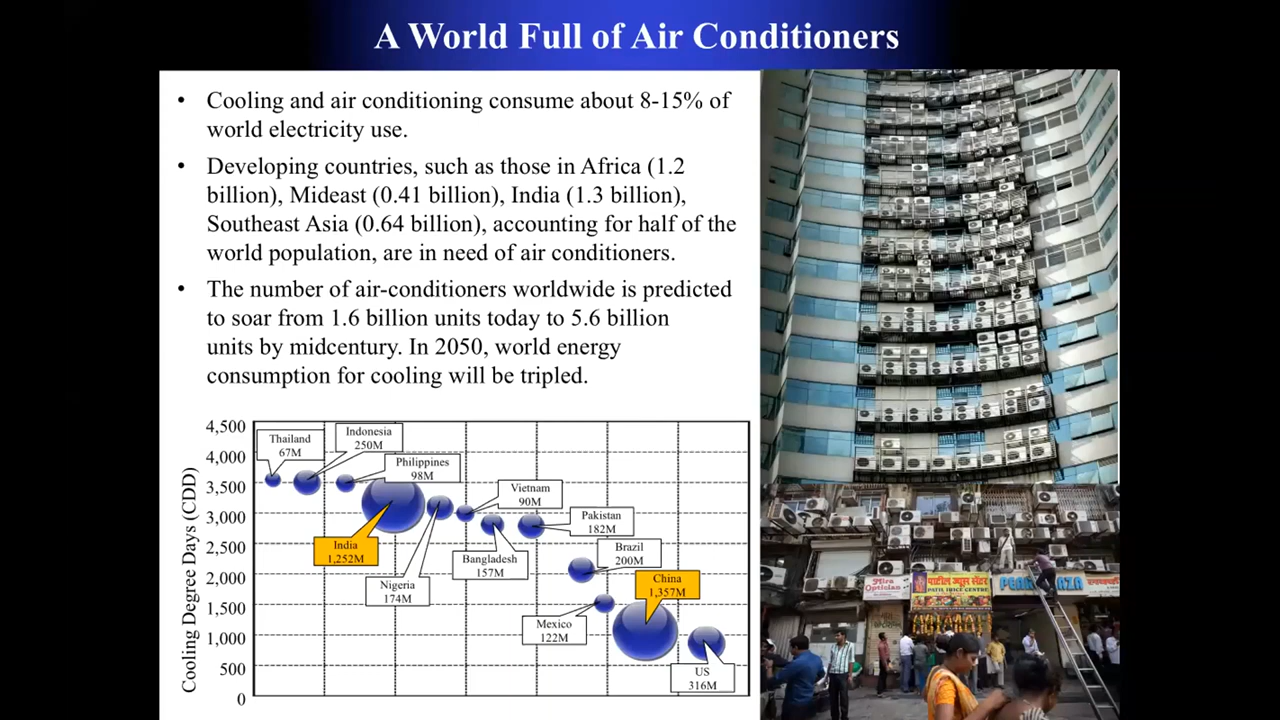 A World Full of Air Conditioners
• Cooling and air conditioning consume about 8-15% of
world electricity use.
• Developing countries, such as those in Africa (1.2
billion), Mideast (0.41 billion), India (1.3 billion),
Southeast Asia (0.64 billion), accounting for half of the
world population, are in need of air conditioners.
• The number of air-conditioners worldwide is predicted
to soar from 1.6 billion units today to 5.6 billion
units by midcentury. In 2050, world energy
consumption for cooling will be tripled.
Cooling Degree Days (CDD)
4,500
4,000
3,500
3,000
2,500
2,000
1,500
1,000
500
0
Thailand
67M
Indonesia
250M
Philippines
98M
India
1,252M
Nigeria
174M
Vietnam
90M
Bangladesh
157M
Pakistan
182M
Brazil
200M
China
1,357M
Mexico
122M
US
316M
Mira
Optician
पाटील ज्यूस सेंटर
PATIL JUICE CENTRE